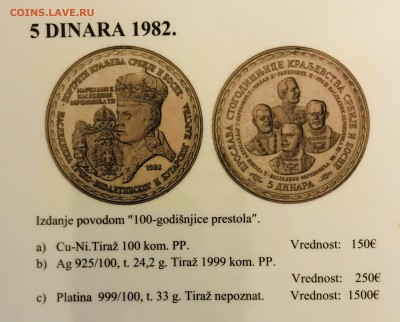 COINS.LAVE.RU
5 DINARA 1982.
1982
5 ДИНАРА
Izdanje povodom "100-godišnjice prestola".
a) Cu-Ni.Tiraž 100 kom. PP. Vrednost: 150€
b) Ag 925/100, t. 24,2 g. Tiraž 1999 kom. PP.
Vrednost: 250€
c) Platina 999/100, t. 33 g. Tiraž nepoznat. Vrednost: 1500€